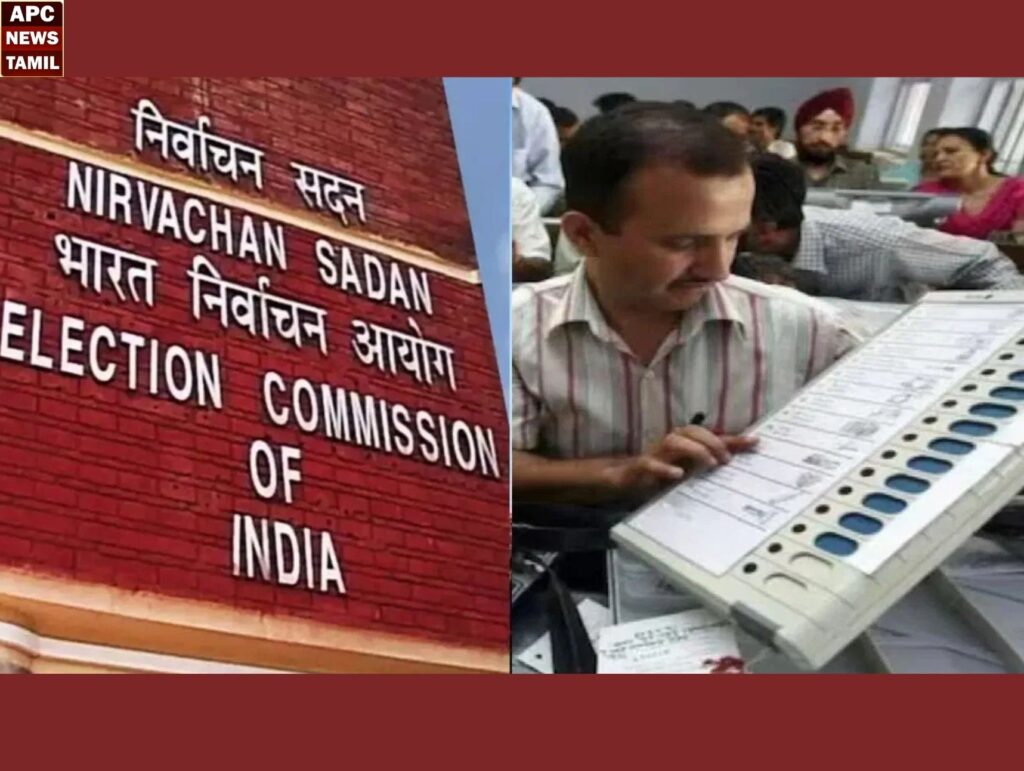 APC
NEWS
TAMIL
निर्वाचन सदन
NIRVACHAN SADAN
भारत निर्वाचन आयोग
ELECTION COMMISSION
OF
INDIA